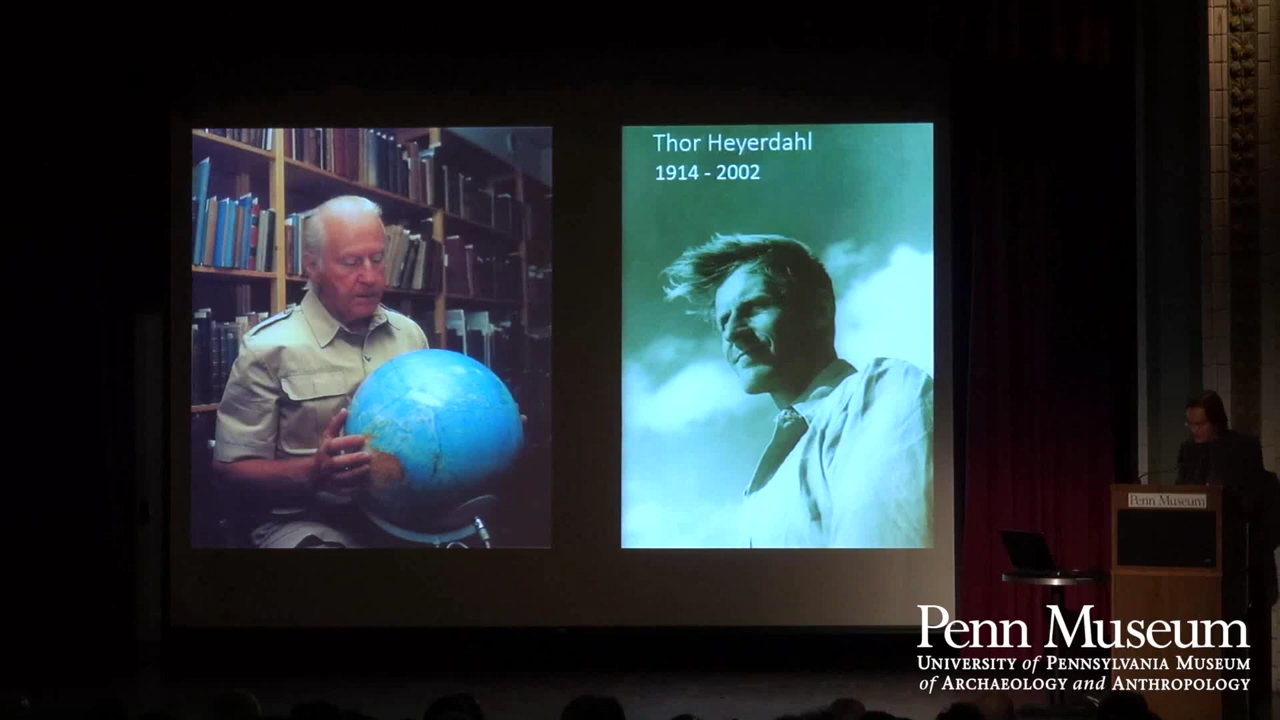 Thor Heyerdahl
1914 - 2002
Penn Museum
Penn Museum
UNIVERSITY of PENNSYLVANIA MUSEUM
of ARCHAEOLOGY and ANTHROPOLOGY